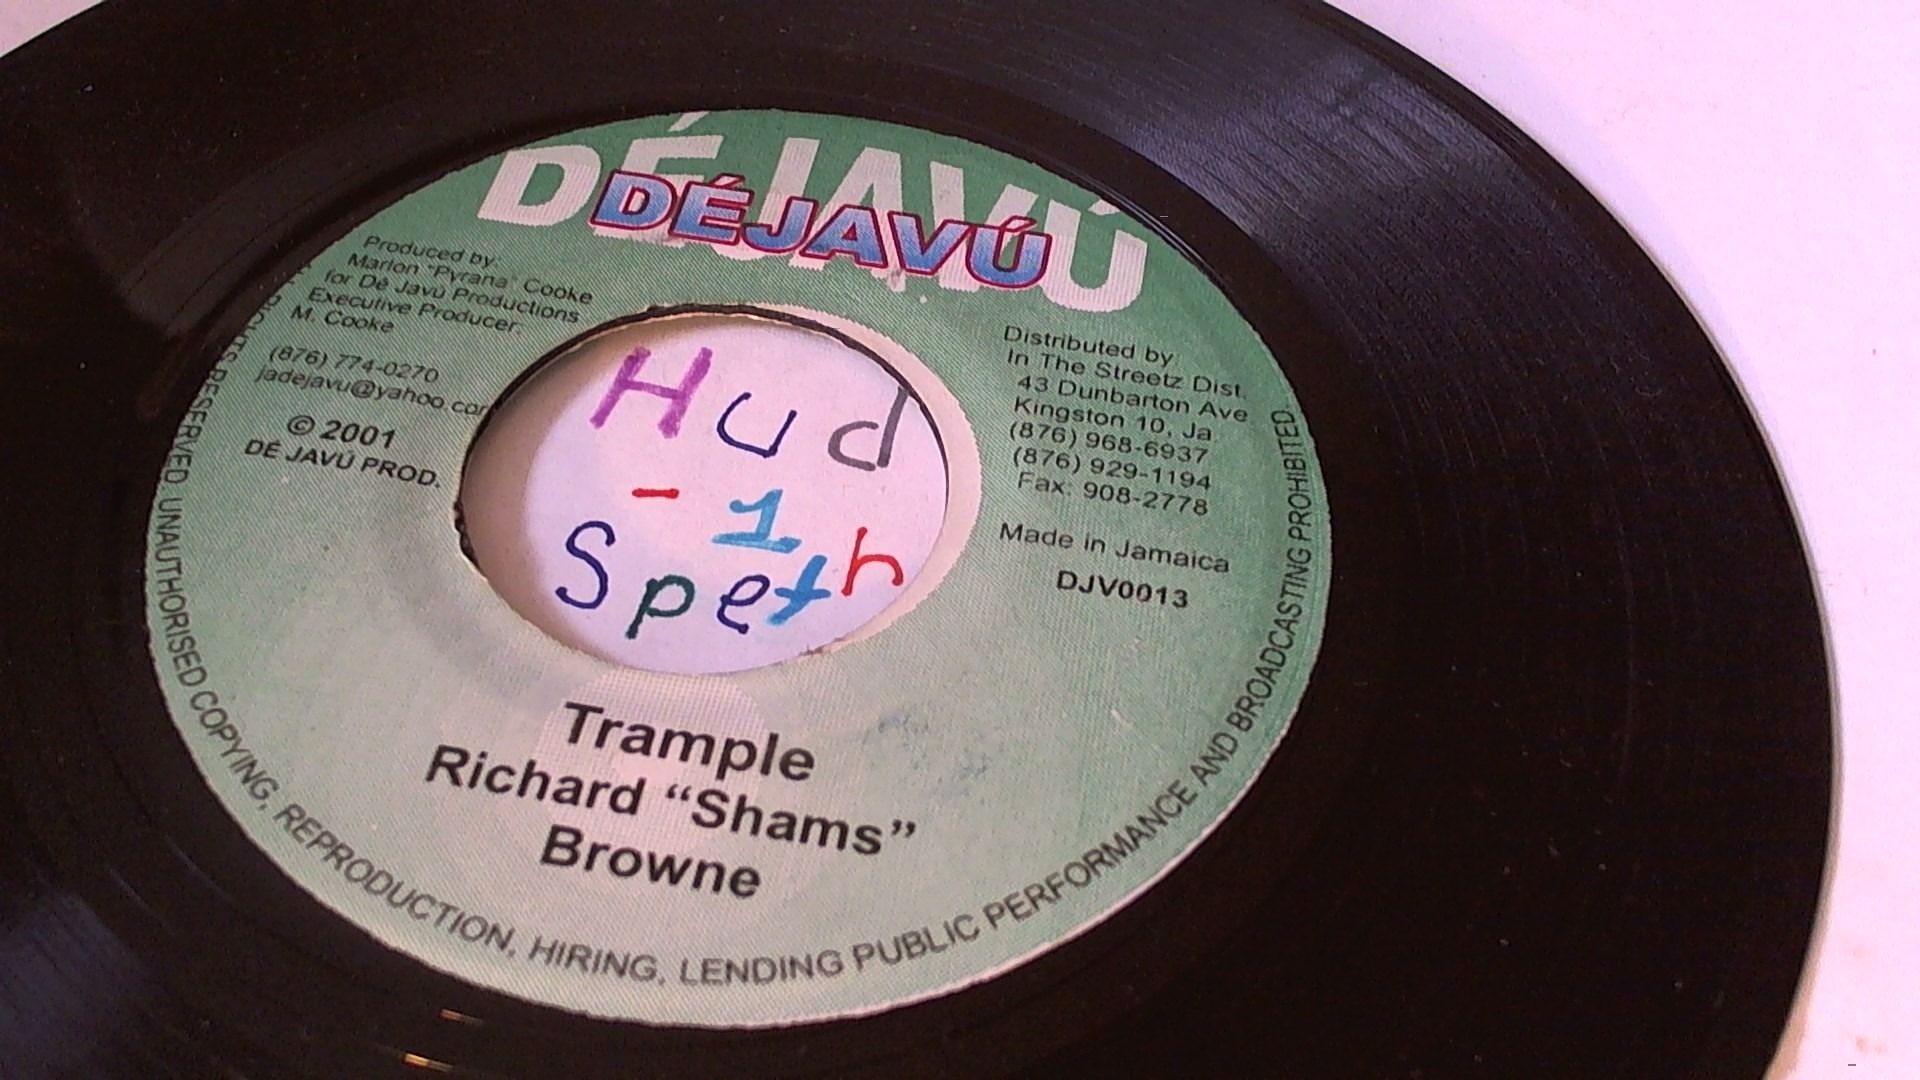 DÉJAVÚ
DÉJAVÚ
Produced by:
Marlon "Pyrana" Cooke
for Dé Javú Productions
Executive Producer:
M. Cooke
(876) 774-0270
jadejavu@yahoo.com
© 2001
DÉ JAVÚ PROD.
Distributed by
In The Streetz Dist.
43 Dunbarton Ave
Kingston 10, Ja
(876) 968-6937
(876) 929-1194
Fax: 908-2778
Made in Jamaica
DJV0013
Hud
- 1
Speth
Trample
Richard “Shams”
Browne
RESERVED UNAUTHORISED COPYING, REPRODUCTION, HIRING, LENDING PUBLIC PERFORMANCE AND BROADCASTING PROHIBITED